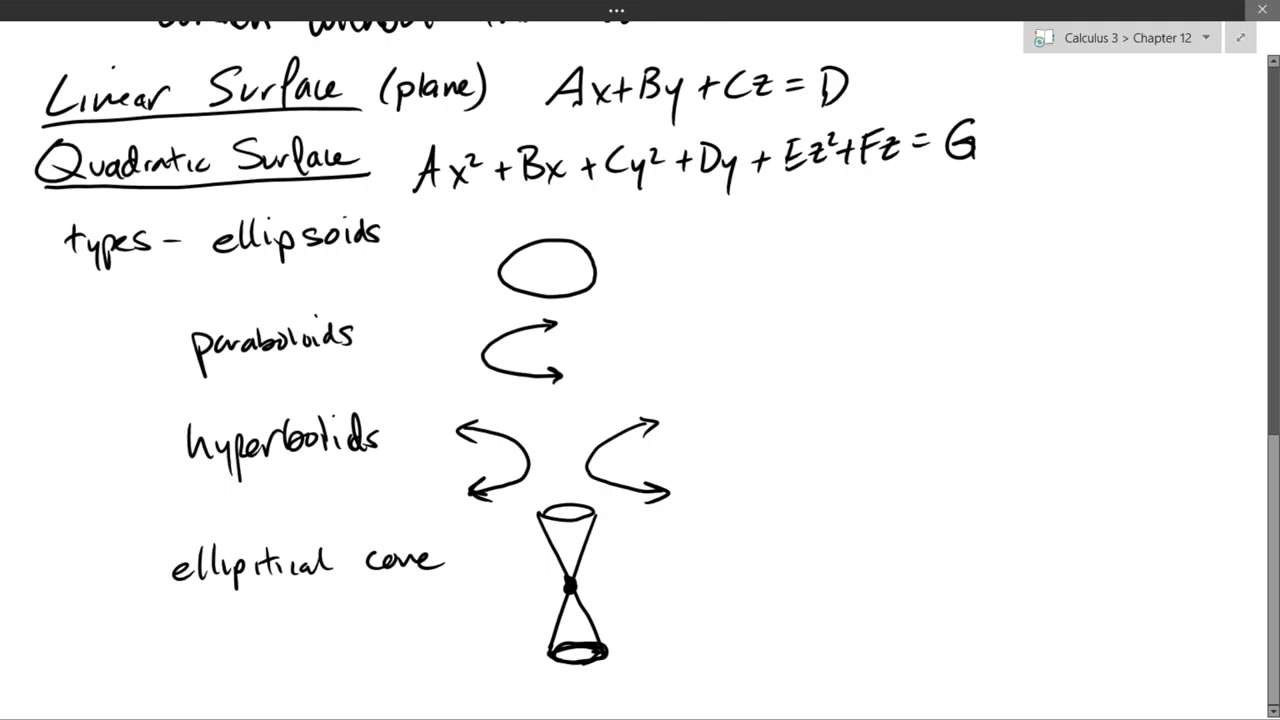 Calculus 3 > Chapter 12
Linear Surface (plane) Ax+By+Cz=D
Quadratic Surface Ax²+Bx+Cy²+Dy+Ez²+Fz=G
types - ellipsoids
paraboloids
hyperbolids
elliptical cone